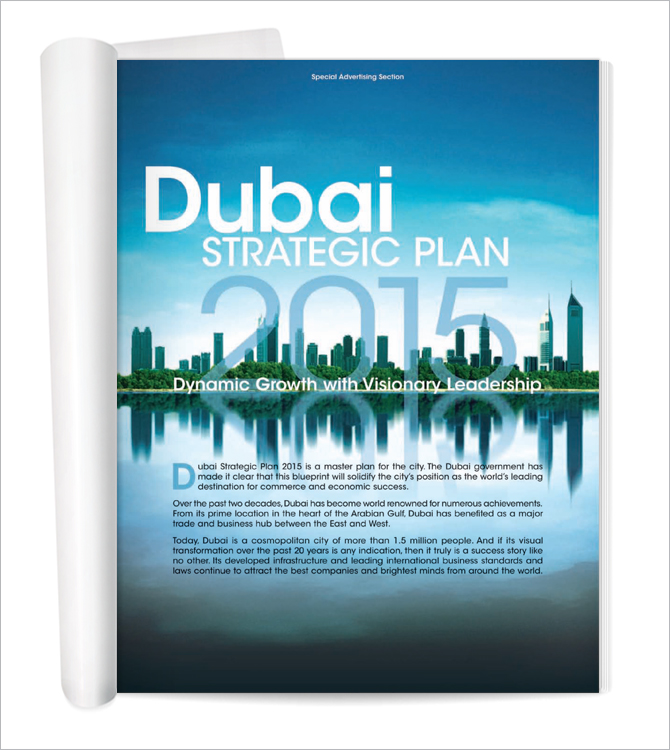 Special Advertising Section
Dubai
STRATEGIC PLAN
2015
Dynamic Growth with Visionary Leadership
Dubai Strategic Plan 2015 is a master plan for the city. The Dubai government has
made it clear that this blueprint will solidify the city's position as the world's leading
destination for commerce and economic success.
Over the past two decades, Dubai has become world renowned for numerous achievements.
From its prime location in the heart of the Arabian Gulf, Dubai has benefited as a major
trade and business hub between the East and West.
Today, Dubai is a cosmopolitan city of more than 1.5 million people. And if its visual
transformation over the past 20 years is any indication, then it truly is a success story like
no other. Its developed infrastructure and leading international business standards and
laws continue to attract the best companies and brightest minds from around the world.